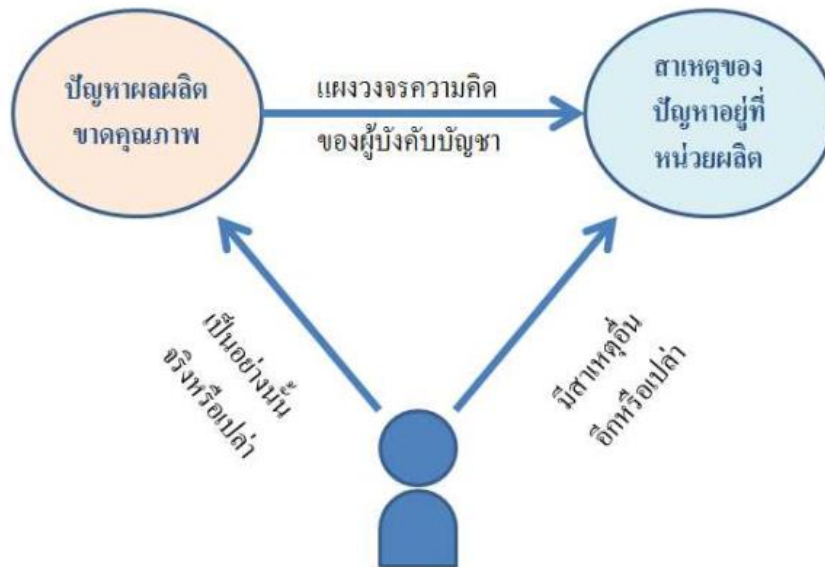 ปัญหาผลผลิต
ขาดคุณภาพ
แผงวงจรความคิด
ของผู้บังคับบัญชา
สาเหตุของ
ปัญหาอยู่ที่
หน่วยผลิต
เป็นอย่างนั้น
จริงหรือเปล่า
มีสาเหตุอื่น
อีกหรือเปล่า